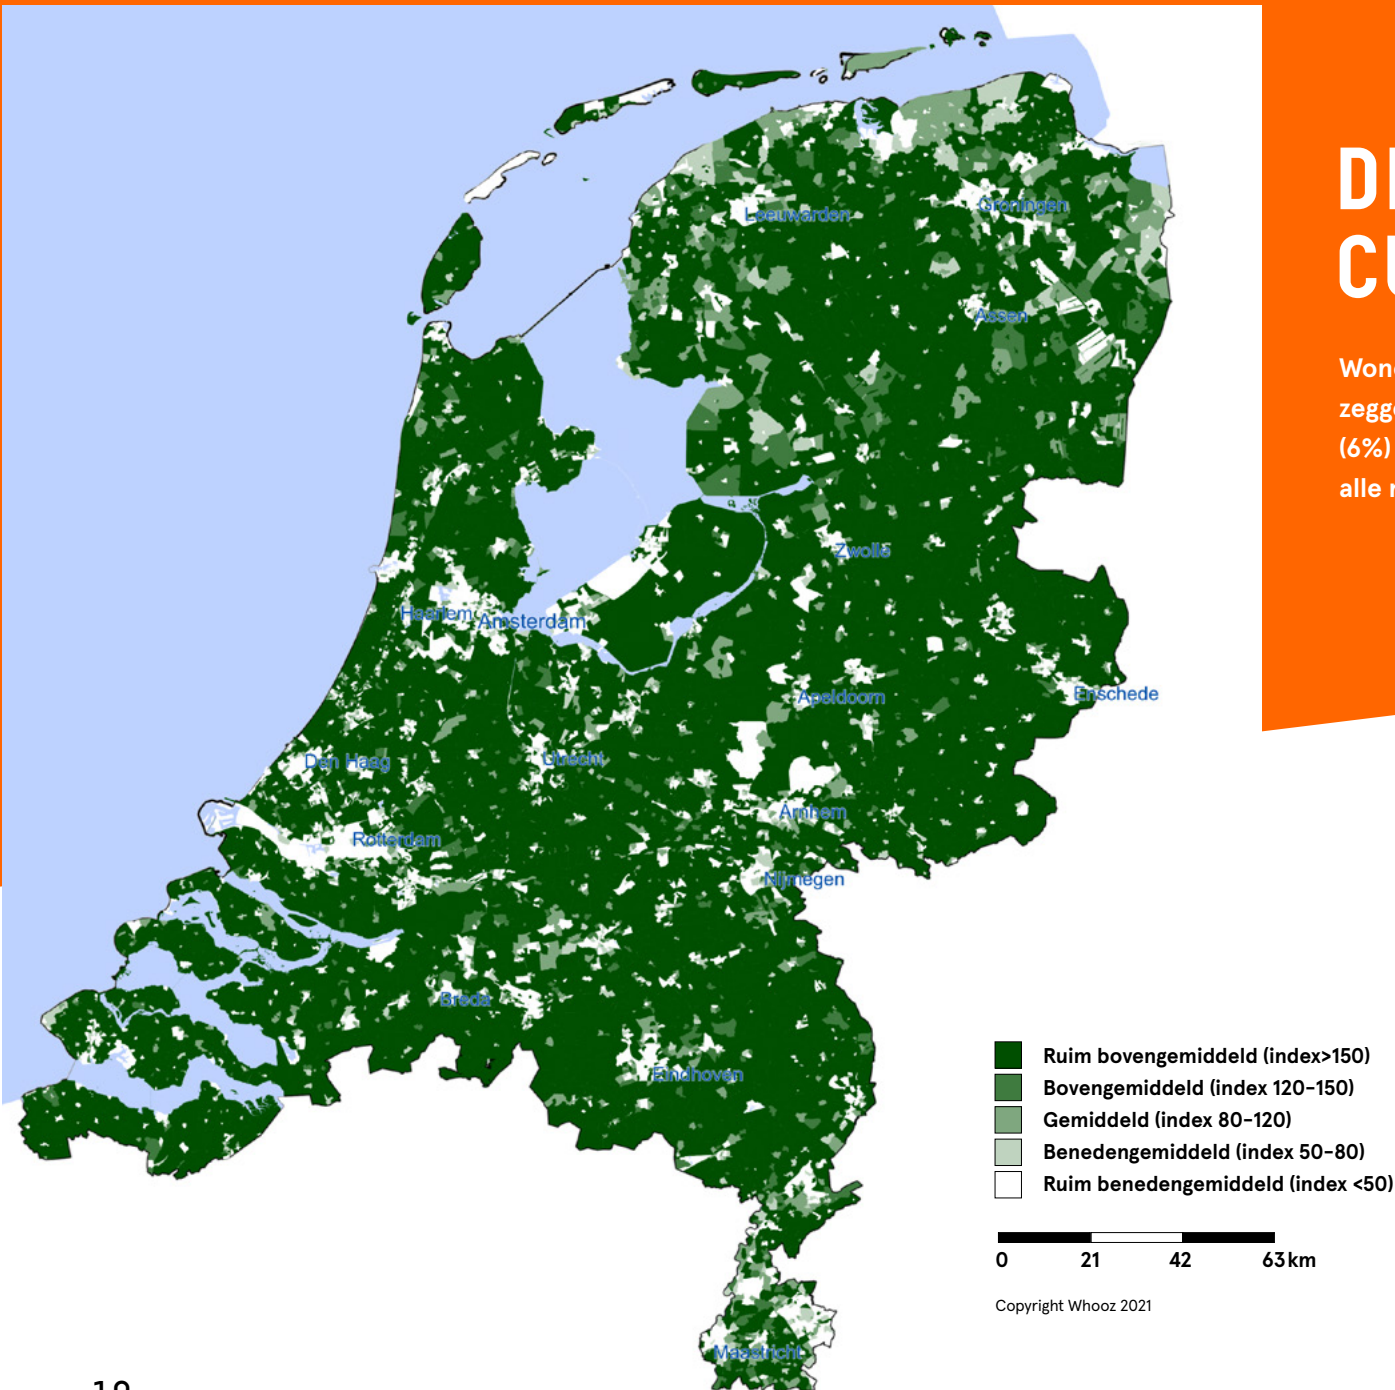 Leeuwarden
Groningen
Assen
Zwolle
Haarlem
Amsterdam
Apeldoorn
Enschede
Den Haag
Utrecht
Arnhem
Rotterdam
Nijmegen
Breda
Eindhoven
Maastricht
(6%)
alle
Ruim bovengemiddeld (index>150)
Bovengemiddeld (index 120-150)
Gemiddeld (index 80-120)
Benedengemiddeld (index 50-80)
Ruim benedengemiddeld (index <50)
0 21 42 63 km
Copyright Whooz 2021